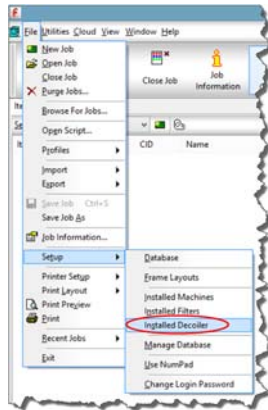 File Utilities Cloud View Window Help
New Job
Open Job
Close Job
Purge Jobs...
Browse For Jobs...
Open Script...
Profiles
Import
Export
Save Job Ctrl+S
Save Job As
Job Information...
Setup
Printer Setup
Print Layout
Print Preview
Print
Recent Jobs
Exit
Close Job
Job Information
CID Name
Database
Frame Layouts
Installed Machines
Installed Filters
Installed Decoiler
Manage Database
Use NumPad
Change Login Password